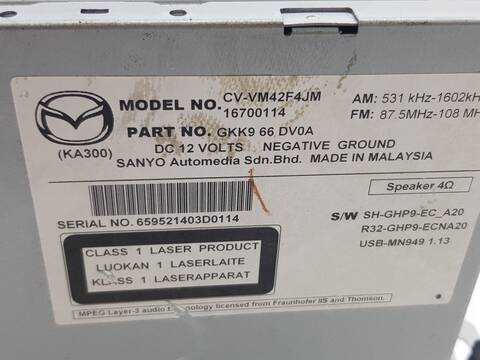 MODEL NO. CV-VM42F4JM
16700114
AM: 531 kHz-1602kH
FM: 87.5MHz-108 MH
PART NO. GKK9 66 DV0A
(KA300)
DC 12 VOLTS NEGATIVE GROUND
SANYO Automedia Sdn.Bhd. MADE IN MALAYSIA
Speaker 4Ω
SERIAL NO. 659521403D0114
S/W SH-GHP9-EC_A20
R32-GHP9-ECNA20
USB-MN949 1.13
CLASS 1 LASER PRODUCT
LUOKAN 1 LASERLAITE
KLASS 1 LASERAPPARAT
MPEG Layer-3 audio technology licensed from Fraunhofer IIS and Thomson.